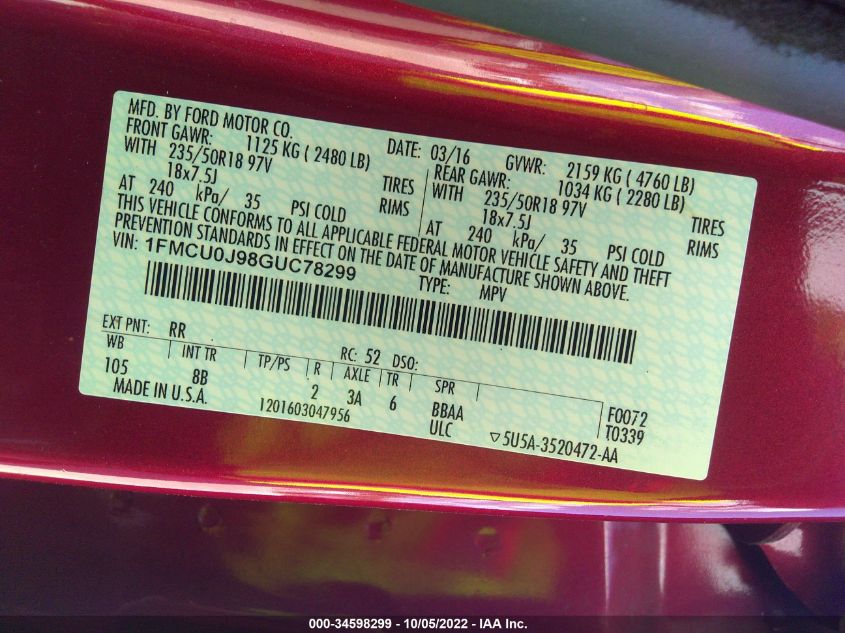 MFD. BY FORD MOTOR CO.
DATE: 03/16 GVWR: 2159 KG ( 4760 LB)
FRONT GAWR: 1125 KG ( 2480 LB) REAR GAWR: 1034 KG ( 2280 LB)
WITH 235/50R18 97V TIRES WITH 235/50R18 97V TIRES
18x7.5J RIMS 18x7.5J RIMS
AT 240 kPa/ 35 PSI COLD AT 240 kPa/ 35 PSI COLD
THIS VEHICLE CONFORMS TO ALL APPLICABLE FEDERAL MOTOR VEHICLE SAFETY AND THEFT
PREVENTION STANDARDS IN EFFECT ON THE DATE OF MANUFACTURE SHOWN ABOVE.
VIN: 1FMCU0J98GUC78299 TYPE: MPV
EXT PNT: RR RC: 52 DSO:
WB INT TR TP/PS R AXLE TR SPR
105 8B 2 3A 6 BBAA F00T2
MADE IN U.S.A. 1201603047956 ULC T0339
▽5U5A-3520472-AA
000-34598299 - 10/05/2022 - IAA Inc.